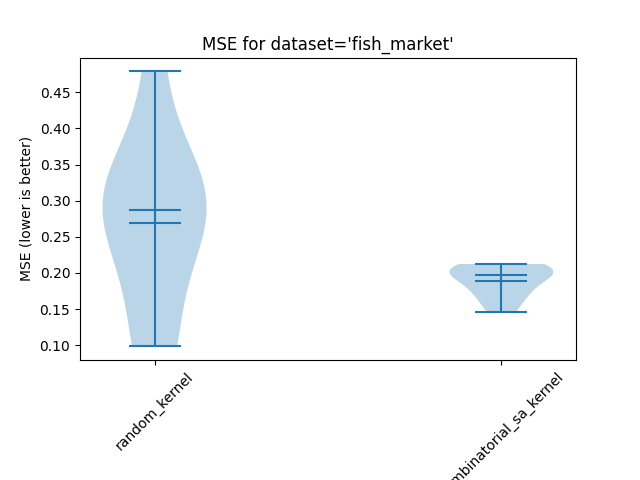 MSE for dataset='fish_market'
MSE (lower is better)
0.45
0.40
0.35
0.30
0.25
0.20
0.15
0.10
random_kernel
mbinatorial_sa_kernel